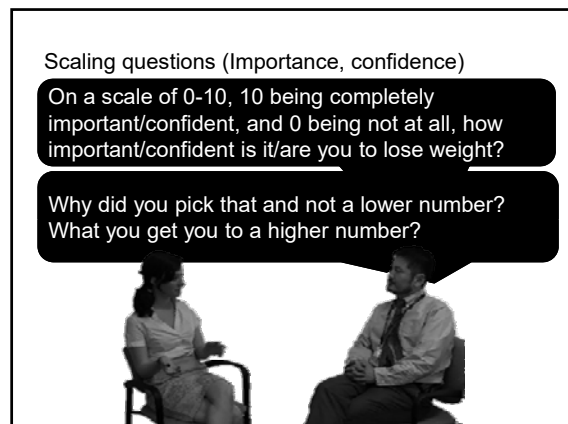 Scaling questions (Importance, confidence)
On a scale of 0-10, 10 being completely
important/confident, and 0 being not at all, how
important/confident is it/are you to lose weight?
Why did you pick that and not a lower number?
What you get you to a higher number?